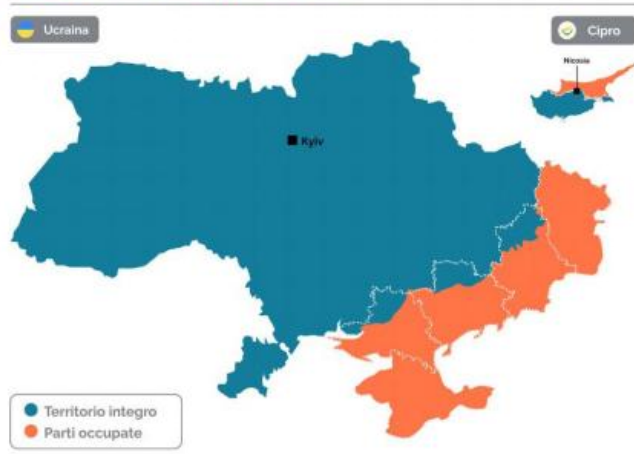 Ucraina
Cipro
Nicosia
Kyiv
Territorio integro
Parti occupate